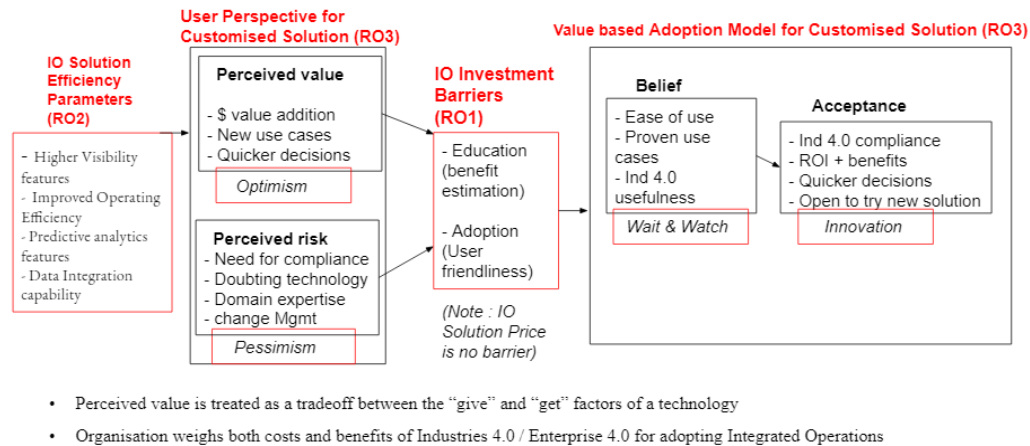 User Perspective for
Customised Solution (RO3)
Value based Adoption Model for Customised Solution (RO3)
IO Solution
Efficiency
Parameters
(RO2)
- Higher Visibility
features
- Improved Operating
Efficiency
- Predictive analytics
features
- Data Integration
capability
Perceived value
- $ value addition
- New use cases
- Quicker decisions
Optimism
Perceived risk
- Need for compliance
- Doubting technology
- Domain expertise
- change Mgmt
Pessimism
IO Investment
Barriers
(RO1)
- Education
(benefit
estimation)
- Adoption
(User
friendliness)
(Note : IO
Solution Price
is no barrier)
Belief
- Ease of use
- Proven use
cases
- Ind 4.0
usefulness
Wait & Watch
Acceptance
- Ind 4.0 compliance
- ROI + benefits
- Quicker decisions
- Open to try new solution
Innovation
• Perceived value is treated as a tradeoff between the “give” and “get” factors of a technology
• Organisation weighs both costs and benefits of Industries 4.0 / Enterprise 4.0 for adopting Integrated Operations